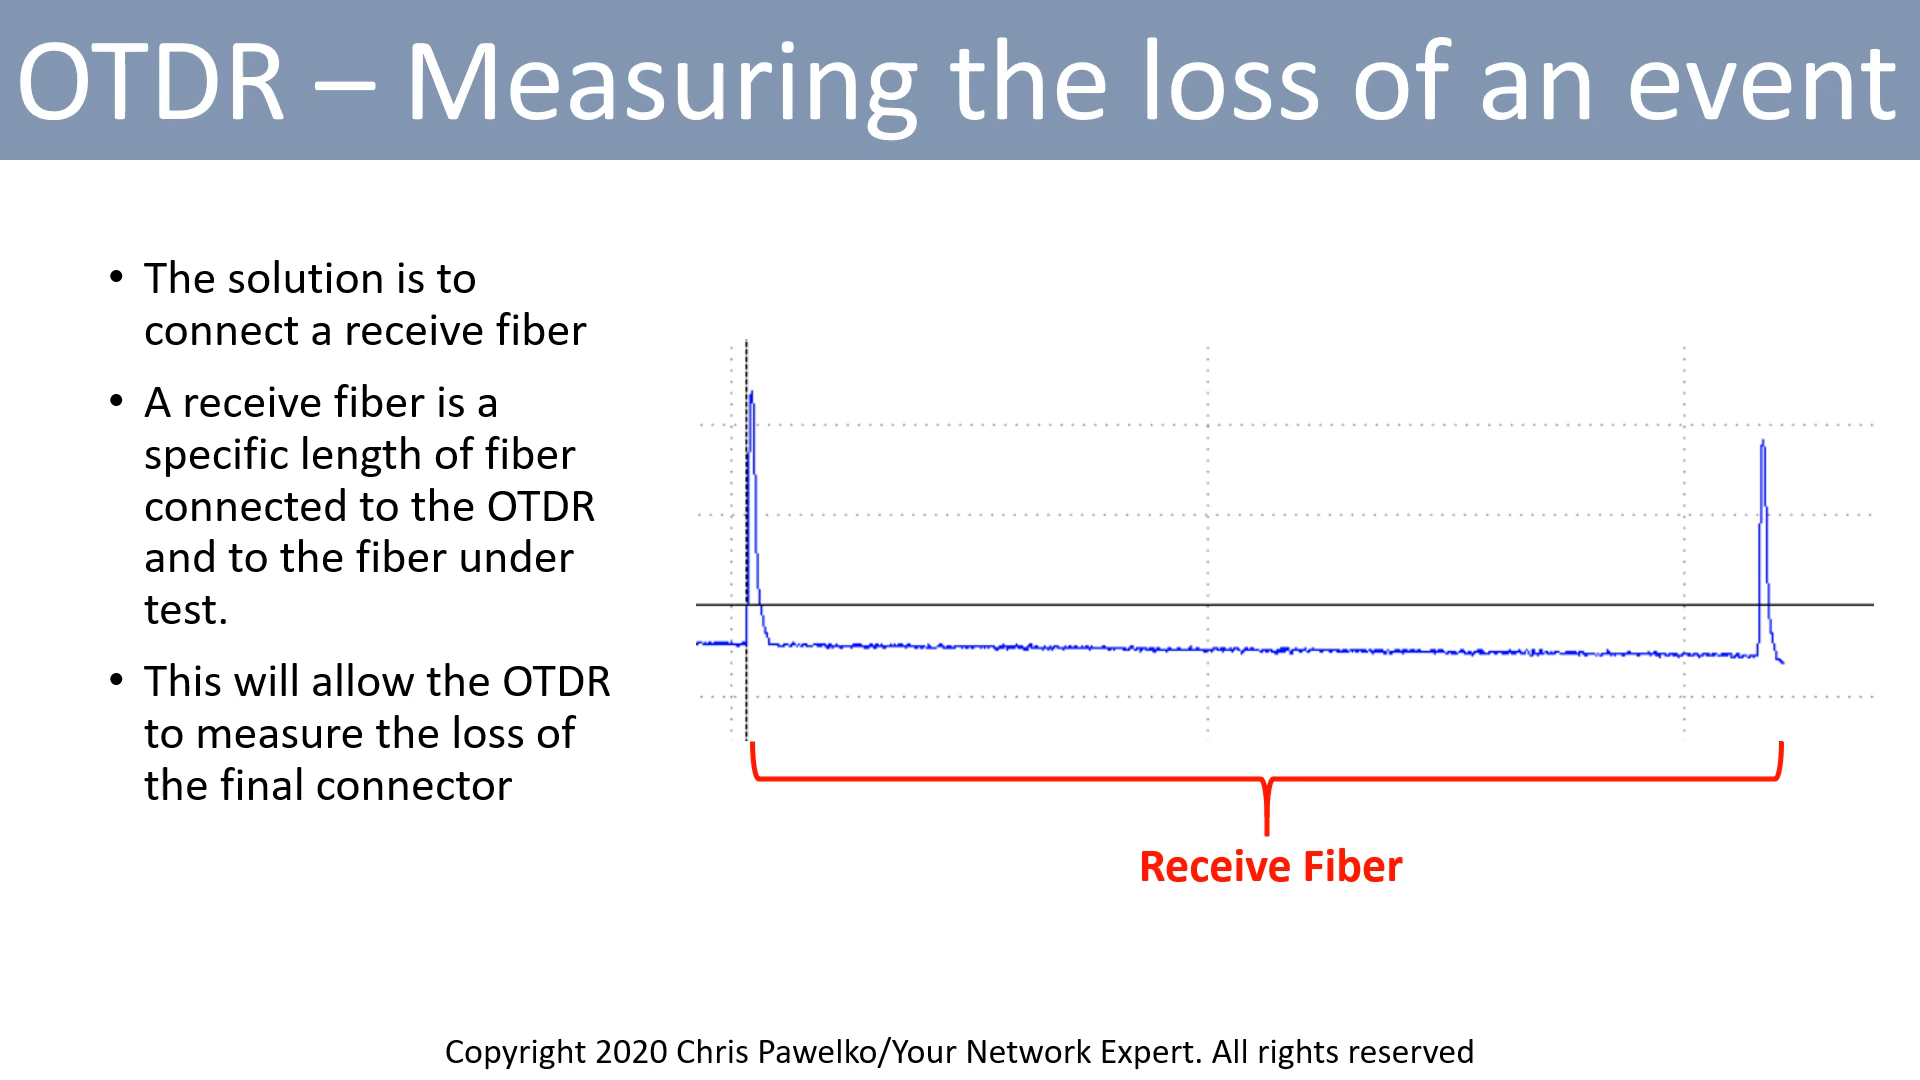 OTDR – Measuring the loss of an event
• The solution is to
connect a receive fiber
• A receive fiber is a
specific length of fiber
connected to the OTDR
and to the fiber under
test.
• This will allow the OTDR
to measure the loss of
the final connector
Receive Fiber
Copyright 2020 Chris Pawelko/Your Network Expert. All rights reserved